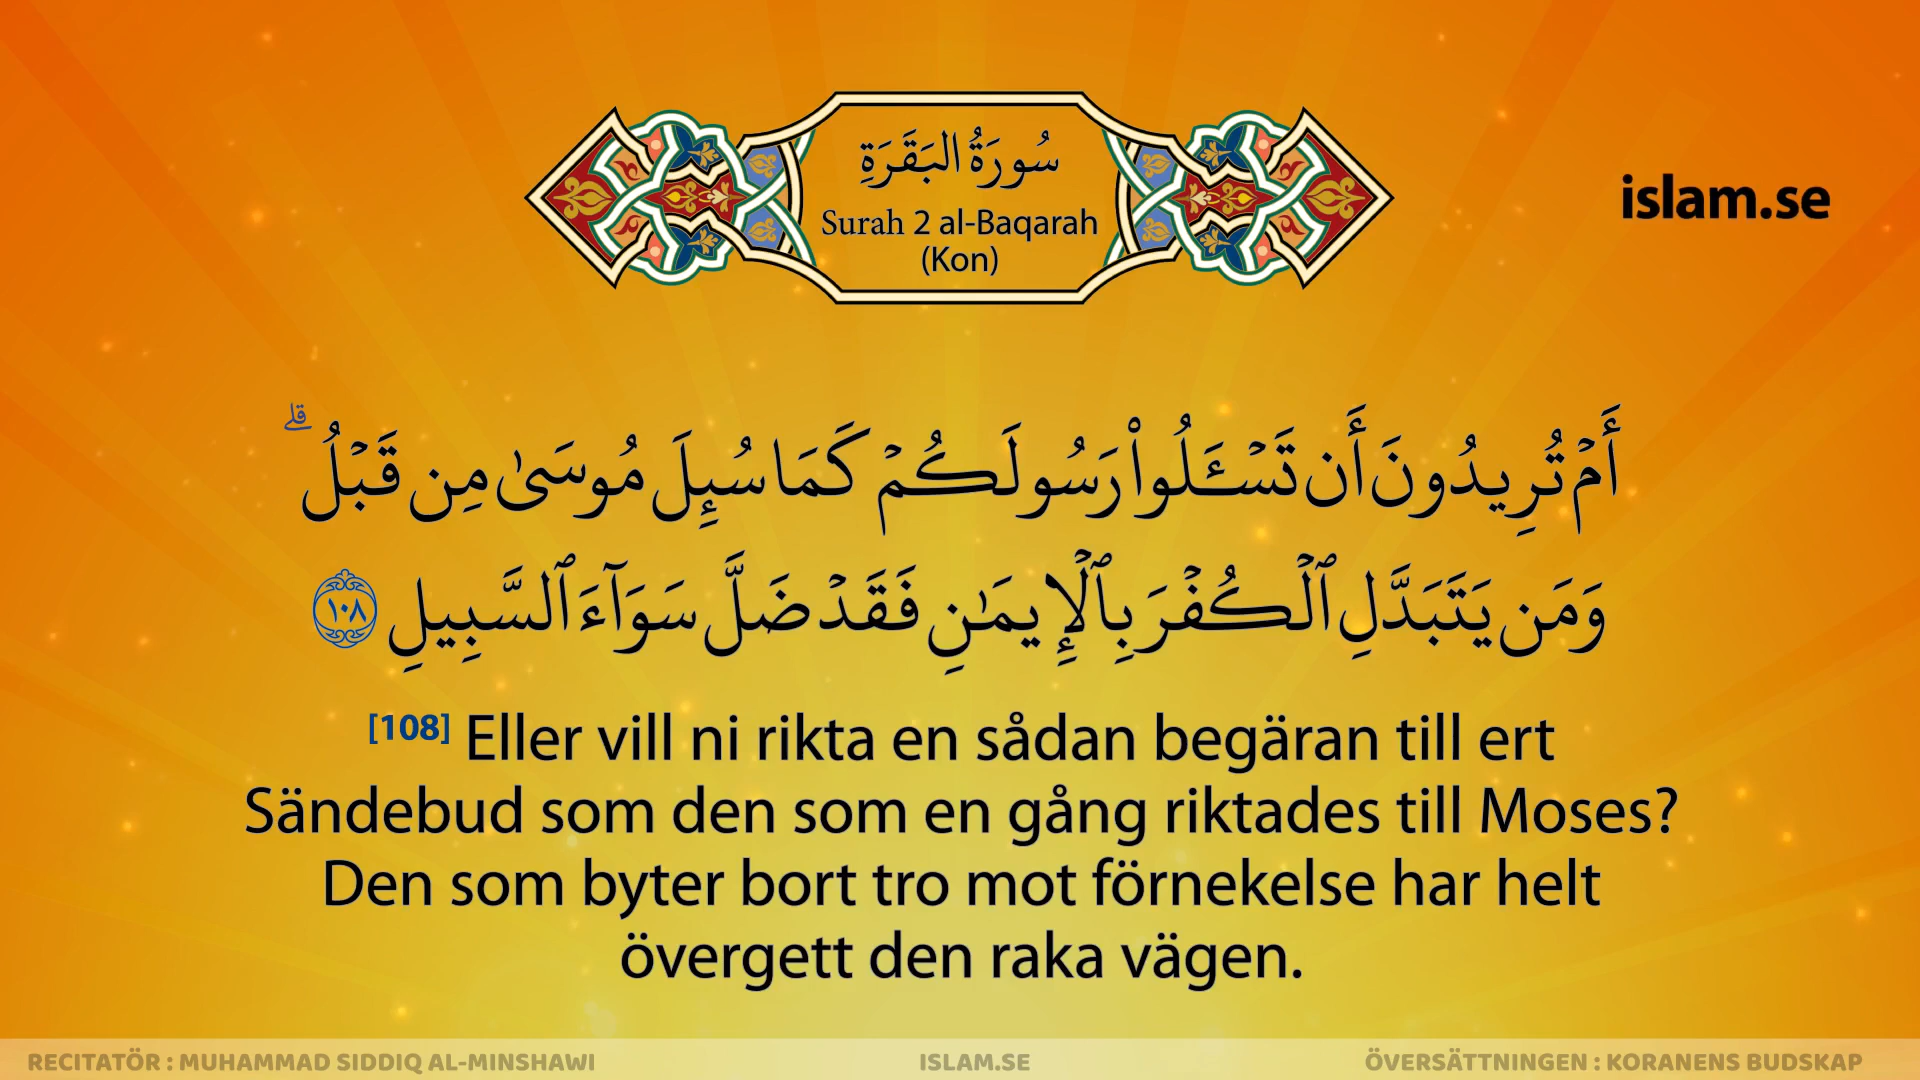 سُورَةُ البَقَرَةِ
Surah 2 al-Baqarah
(Kon)
islam.se
أَمْ تُرِيدُونَ أَن تَسْـَٔلُوا۟ رَسُولَكُمْ كَمَا سُئِلَ مُوسَىٰ مِن قَبْلُ ۗ
وَمَن يَتَبَدَّلِ ٱلْكُفْرَ بِٱلْإِيمَـٰنِ فَقَدْ ضَلَّ سَوَآءَ ٱلسَّبِيلِ ١٠٨
[108] Eller vill ni rikta en sådan begäran till ert
Sändebud som den som en gång riktades till Moses?
Den som byter bort tro mot förnekelse har helt
övergett den raka vägen.
RECITATÖR : MUHAMMAD SIDDIQ AL-MINSHAWI
ISLAM.SE
ÖVERSÄTTNINGEN : KORANENS BUDSKAP